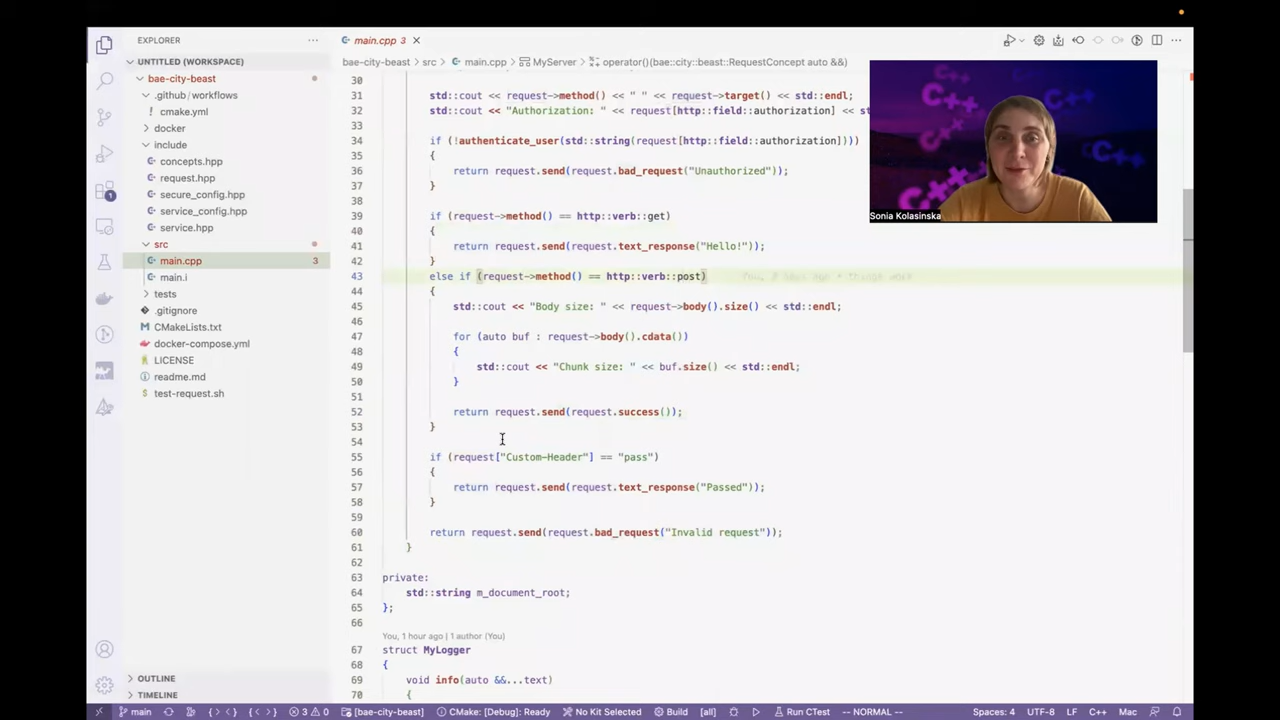 EXPLORER
UNTITLED (WORKSPACE)
bae-city-beast
.github/workflows
cmake.yml
docker
include
concepts.hpp
request.hpp
secure_config.hpp
service_config.hpp
service.hpp
src
main.cpp 3
main.i
tests
.gitignore
CMakeLists.txt
docker-compose.yml
LICENSE
readme.md
test-request.sh
OUTLINE
TIMELINE
1
main.cpp 3
bae-city-beast > src > main.cpp > MyServer > operator()(bae::city::beast::RequestConcept auto &&)
30
31 std::cout << request->method() << " " << request->target() << std::endl;
32 std::cout << "Authorization: " << request[http::field::authorization] << st
33
34 if (!authenticate_user(std::string(request[http::field::authorization])))
35 {
36 return request.send(request.bad_request("Unauthorized"));
37 }
38
39 if (request->method() == http::verb::get)
40 {
41 return request.send(request.text_response("Hello!"));
42 }
43 else if (request->method() == http::verb::post)
44 {
45 std::cout << "Body size: " << request->body().size() << std::endl;
46
47 for (auto buf : request->body().cdata())
48 {
49 std::cout << "Chunk size: " << buf.size() << std::endl;
50 }
51
52 return request.send(request.success());
53 }
54
55 if (request["Custom-Header"] == "pass")
56 {
57 return request.send(request.text_response("Passed"));
58 }
59
60 return request.send(request.bad_request("Invalid request"));
61 }
62
63 private:
64 std::string m_document_root;
65 };
66
You, 1 hour ago | 1 author (You)
67 struct MyLogger
68 {
69 void info(auto &&...text)
70 {
C++
C++
C++
C++
Sonia Kolasinska
main 3 0 [bae-city-beast] CMake: [Debug]: Ready No Kit Selected Build [all] Run CTest -- NORMAL -- Spaces: 4 UTF-8 LF C++ Mac